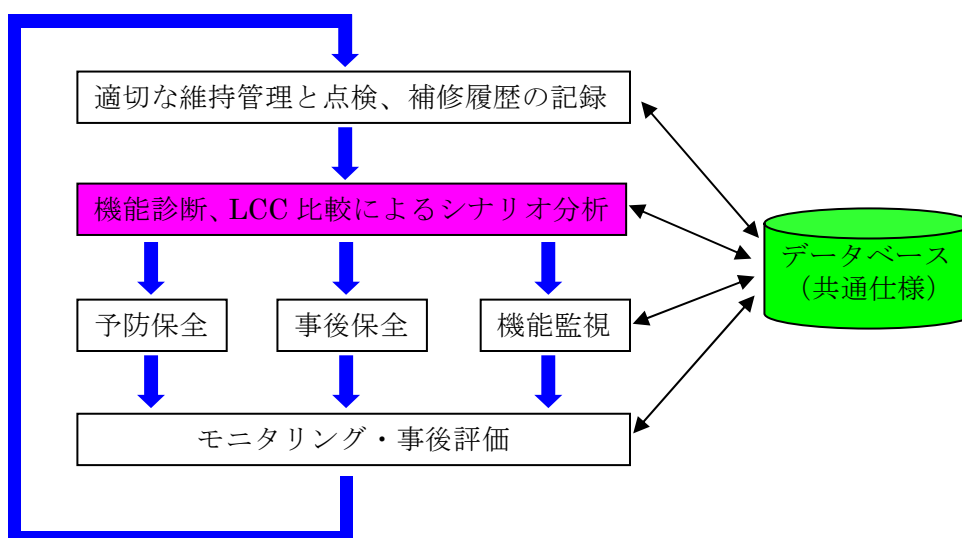 適切な維持管理と点検、補修履歴の記録
機能診断、LCC 比較によるシナリオ分析
データベース
（共通仕様）
予防保全
事後保全
機能監視
モニタリング・事後評価